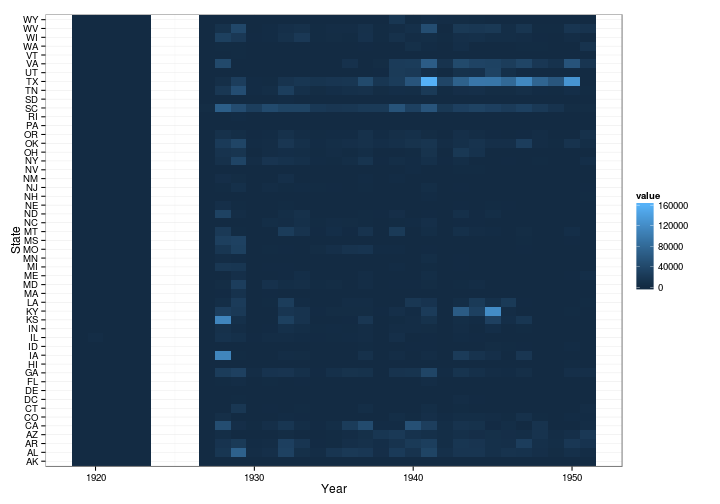 WY
WV
WI
WA
VT
VA
UT
TX
TN
SD
SC
RI
PA
OR
OK
OH
NY
NV
NM
NJ
NH
NE
ND
NC
MT
MS
MO
MN
MI
ME
MD
MA
LA
KY
KS
IN
IL
ID
IA
HI
GA
FL
DE
DC
CT
CO
CA
AZ
AR
AL
AK
State
1920
1930
1940
1950
Year
value
160000
120000
80000
40000
0